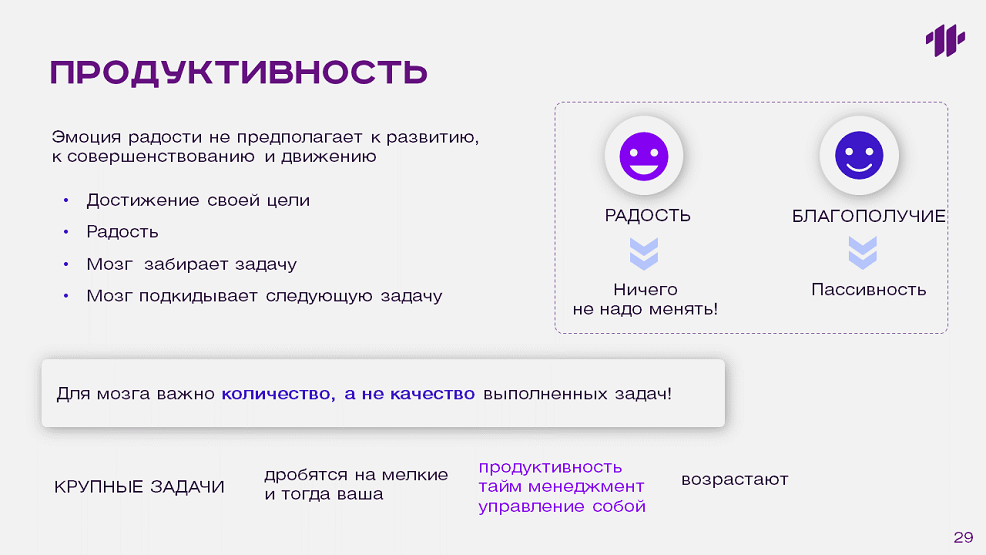 ПРОДУКТИВНОСТЬ
Эмоция радости не предполагает к развитию,
к совершенствованию и движению
• Достижение своей цели
• Радость
• Мозг забирает задачу
• Мозг подкидывает следующую задачу
РАДОСТЬ
Ничего
не надо менять!
БЛАГОПОЛУЧИЕ
Пассивность
Для мозга важно количество, а не качество выполненных задач!
КРУПНЫЕ ЗАДАЧИ
дробятся на мелкие
и тогда ваша
продуктивность
тайм менеджмент
управление собой
возрастают
29